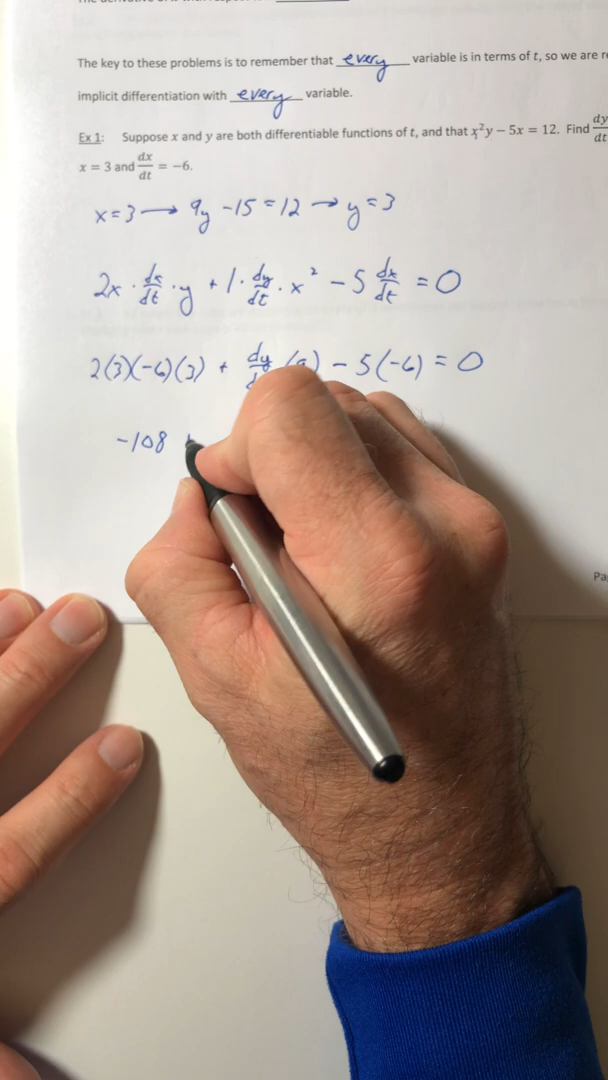 The key to these problems is to remember that every variable is in terms of t, so we are
implicit differentiation with every variable.
Ex 1: Suppose x and y are both differentiable functions of t, and that x²y − 5x = 12. Find dy/dt
x = 3 and dx/dt = −6.
x=3 → 9y -15 = 12 → y = 3
2x · dx/dt · y + 1 · dy/dt · x² - 5 dx/dt = 0
2(3)(-6)(3) + dy (9) - 5(-6) = 0
-108